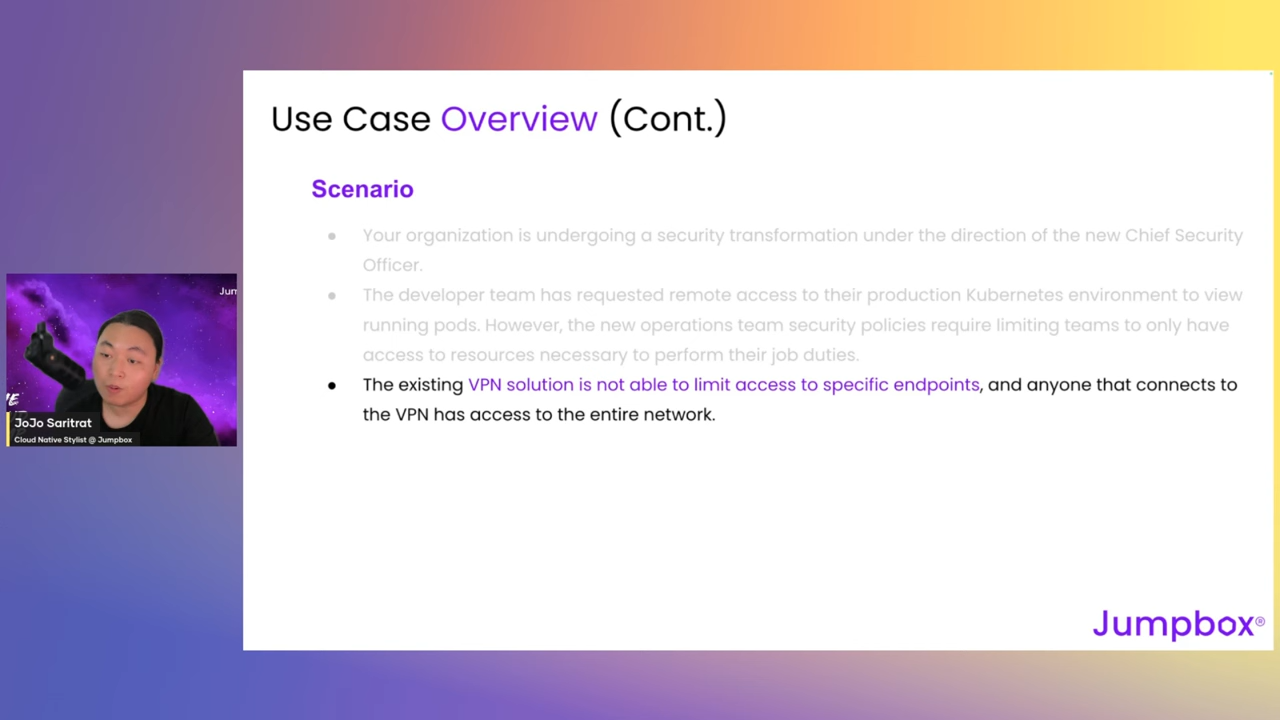 Use Case Overview (Cont.)
Scenario
● Your organization is undergoing a security transformation under the direction of the new Chief Security
Officer.
● The developer team has requested remote access to their production Kubernetes environment to view
running pods. However, the new operations team security policies require limiting teams to only have
access to resources necessary to perform their job duties.
● The existing VPN solution is not able to limit access to specific endpoints, and anyone that connects to
the VPN has access to the entire network.
Jum
JoJo Saritrat
Cloud Native Stylist @ Jumpbox
Jumpbox®